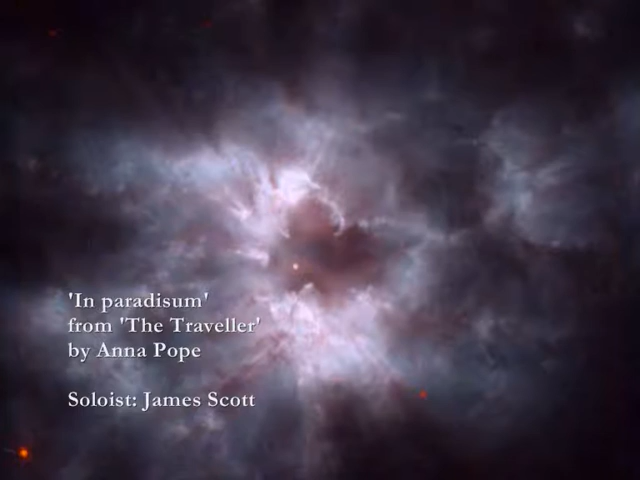 'In paradisum'
from 'The Traveller'
by Anna Pope
Soloist: James Scott